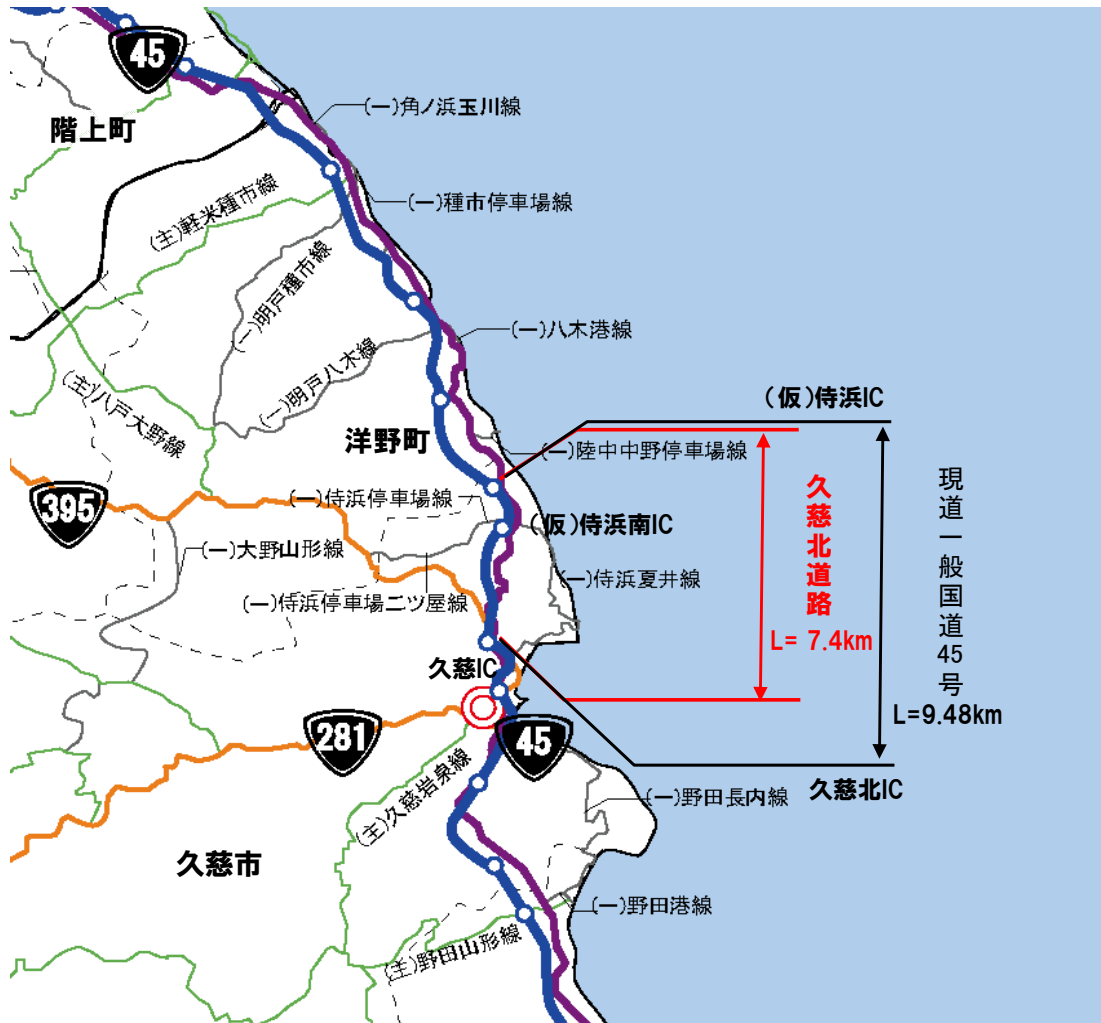 45
階上町
(一)角ノ浜玉川線
(一)種市停車場線
(主)軽米種市線
(一)明戸種市線
(一)八木港線
(一)明戸八木線
(主)八戸大野線
(仮)侍浜IC
洋野町
(一)陸中中野停車場線
395
(一)侍浜停車場線
(仮)侍浜南IC
(一)大野山形線
(一)侍浜夏井線
(一)侍浜停車場二ツ屋線
久慈北道路
L= 7.4km
現道一般国道45号
L=9.48km
久慈IC
281
45
(主)久慈岩泉線
(一)野田長内線
久慈北IC
久慈市
(一)野田港線
(主)野田山形線